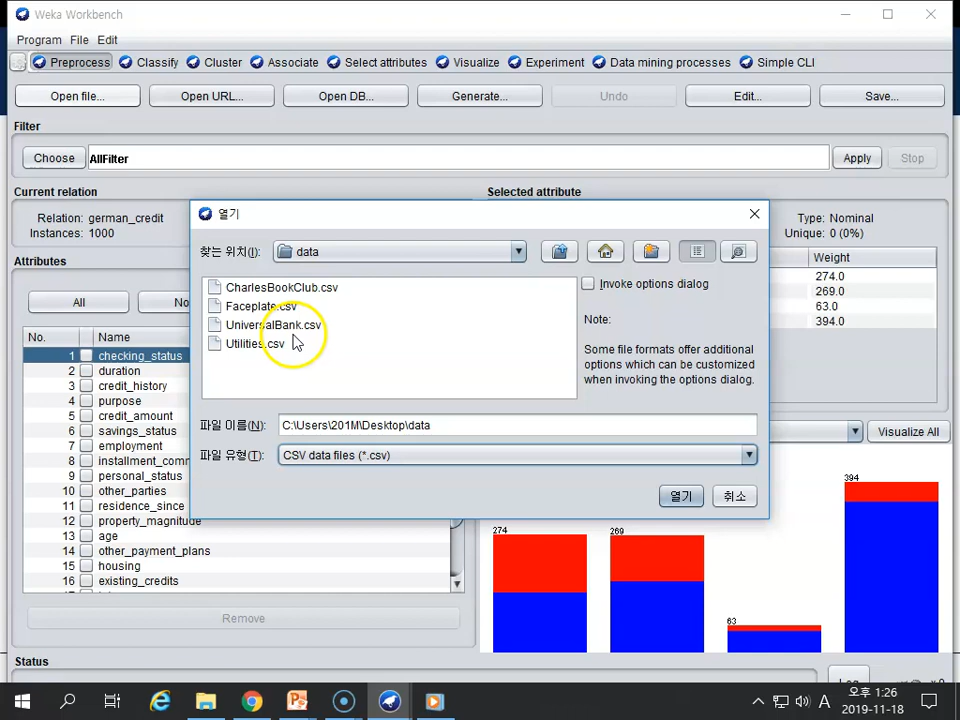 Weka Workbench
Program File Edit
Preprocess Classify Cluster Associate Select attributes Visualize Experiment Data mining processes Simple CLI
Open file... Open URL... Open DB... Generate... Undo Edit... Save...
Filter
Choose AllFilter Apply Stop
Current relation
Relation: german_credit
Instances: 1000
Selected attribute
Type: Nominal
Unique: 0 (0%)
Weight
274.0
269.0
63.0
394.0
Attributes
All
No. Name
1 checking_status
2 duration
3 credit_history
4 purpose
5 credit_amount
6 savings_status
7 employment
8 installment_comm
9 personal_status
10 other_parties
11 residence_since
12 property_magnitude
13 age
14 other_payment_plans
15 housing
16 existing_credits
Remove
열기
찾는 위치(I): data
CharlesBookClub.csv
Faceplate.csv
UniversalBank.csv
Utilities.csv
Invoke options dialog
Note:
Some file formats offer additional
options which can be customized
when invoking the options dialog.
파일 이름(N): C:\Users\201M\Desktop\data
파일 유형(T): CSV data files (*.csv)
열기 취소
Visualize All
274
269
63
394
Status
A
오후 1:26
2019-11-18